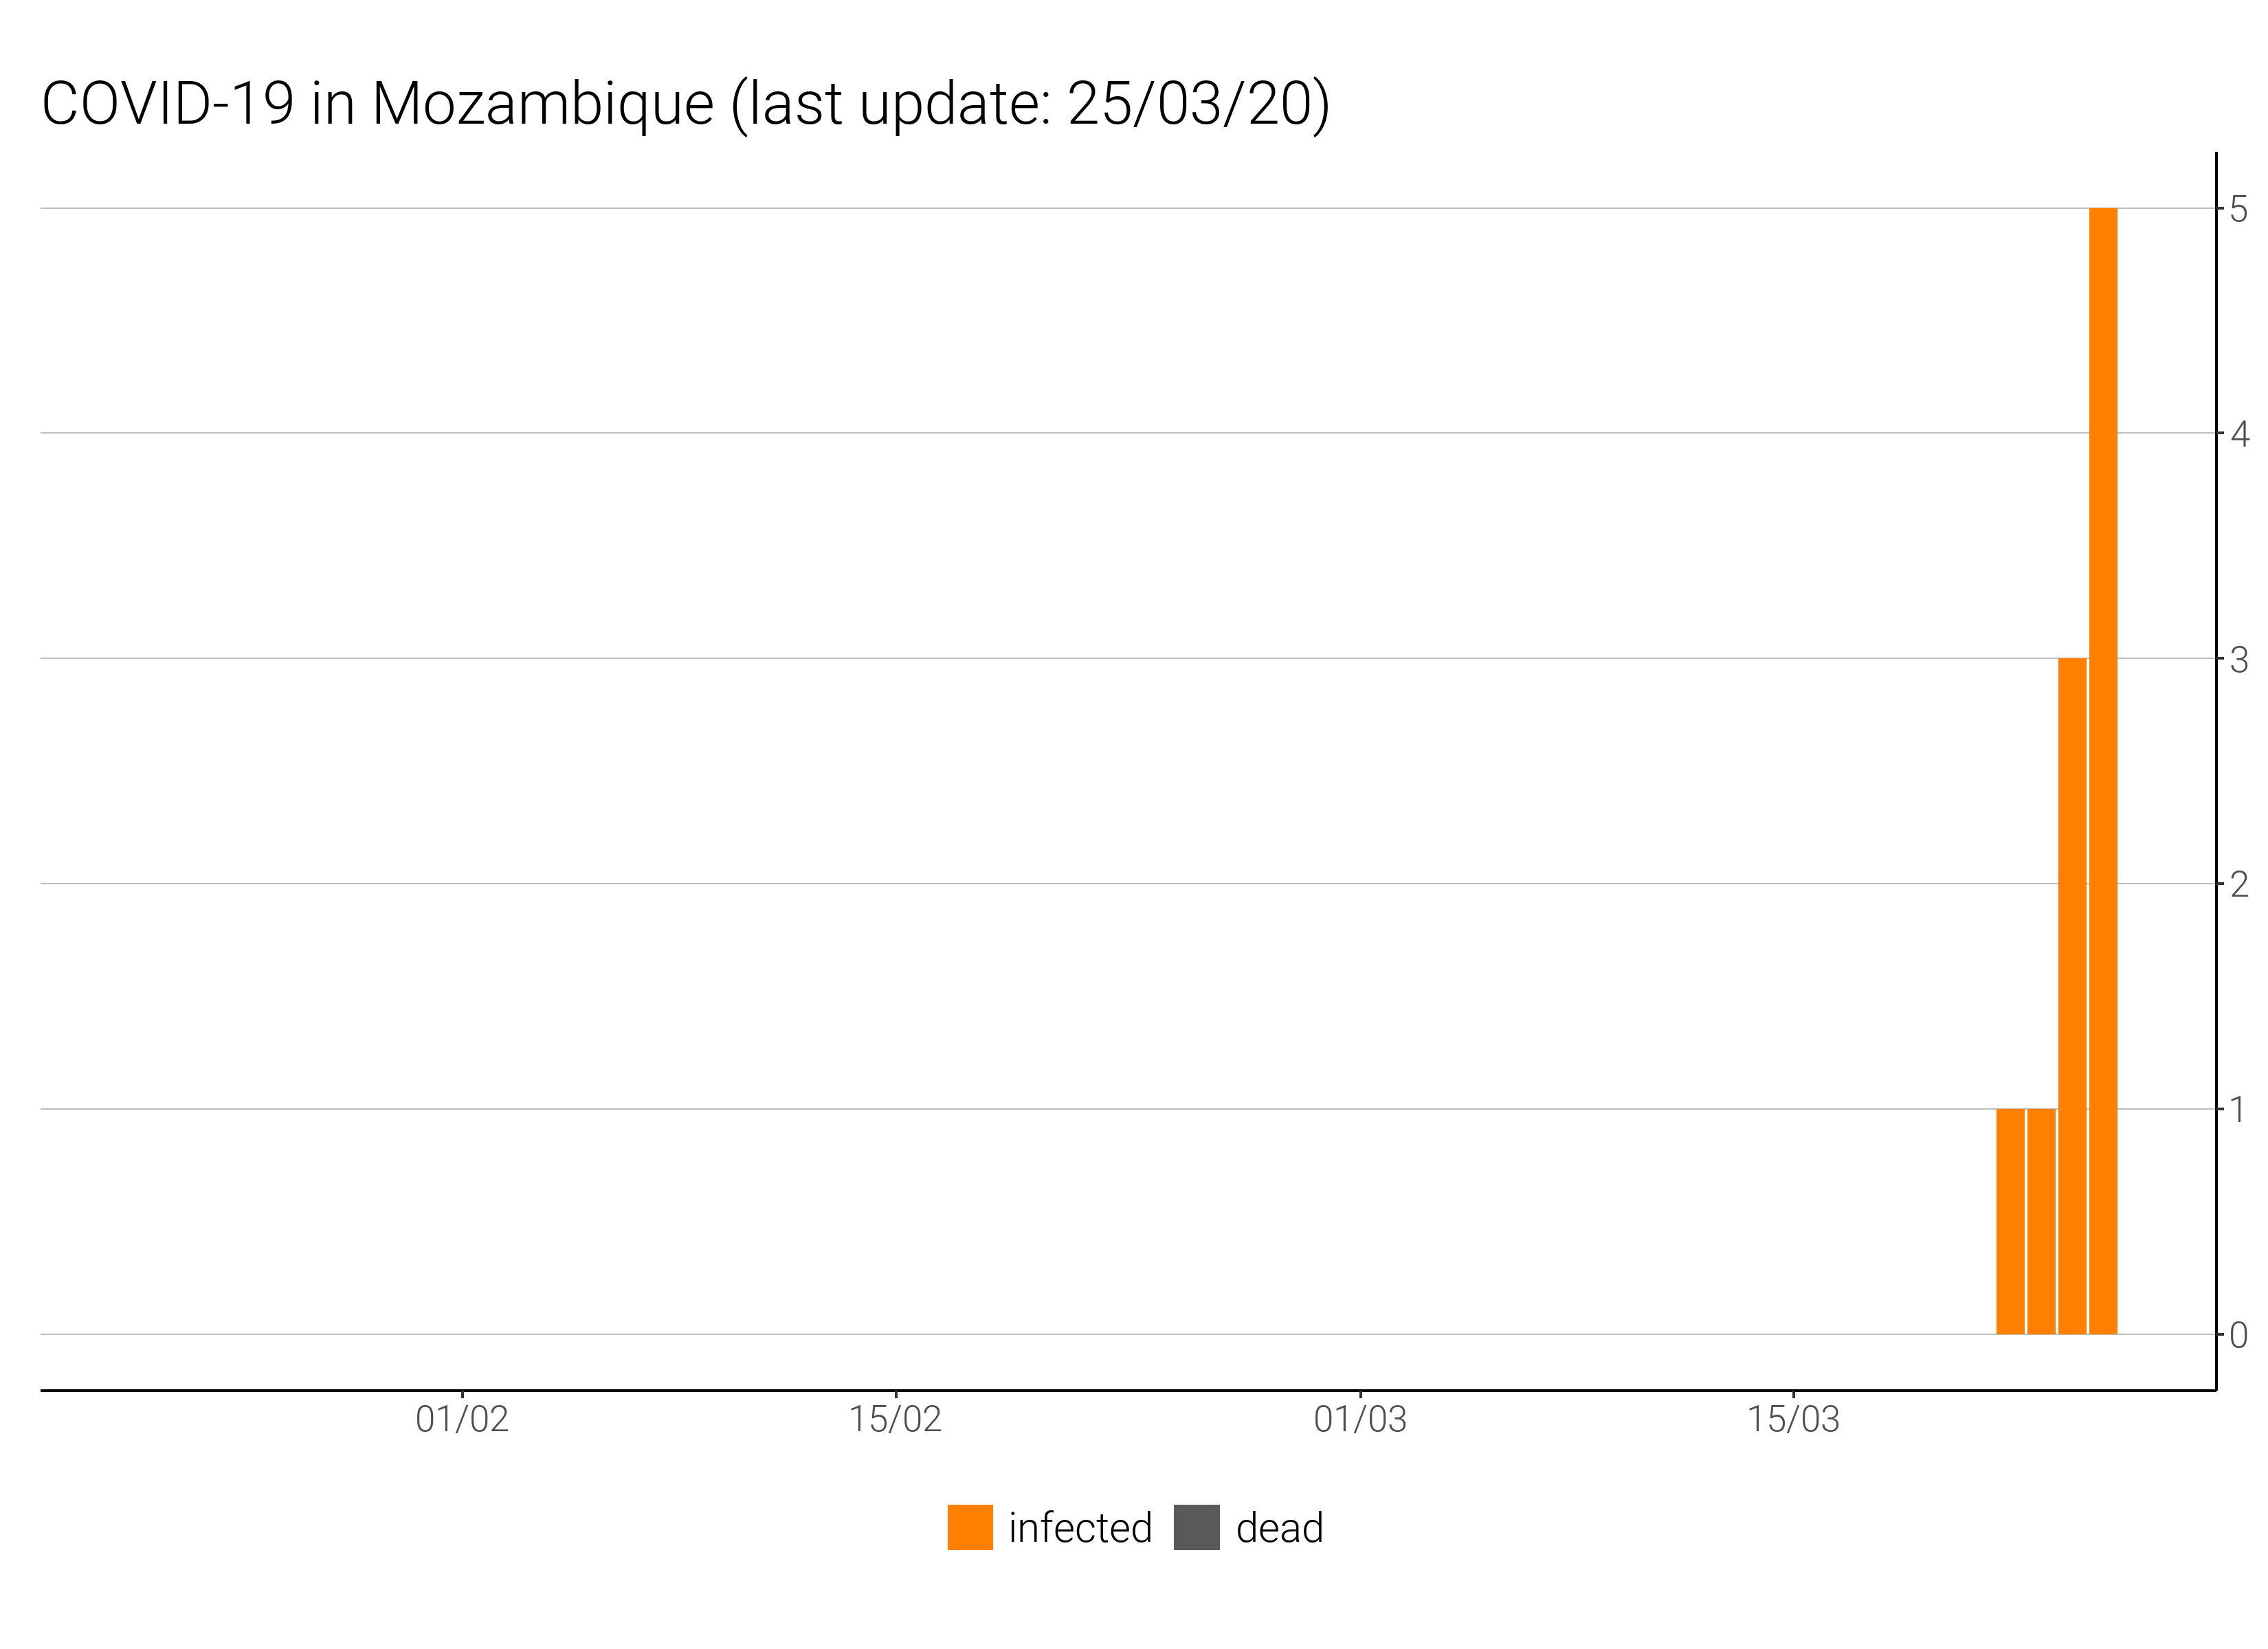 COVID-19 in Mozambique (last update: 25/03/20)
5
4
3
2
1
0
01/02 15/02 01/03 15/03
infected dead